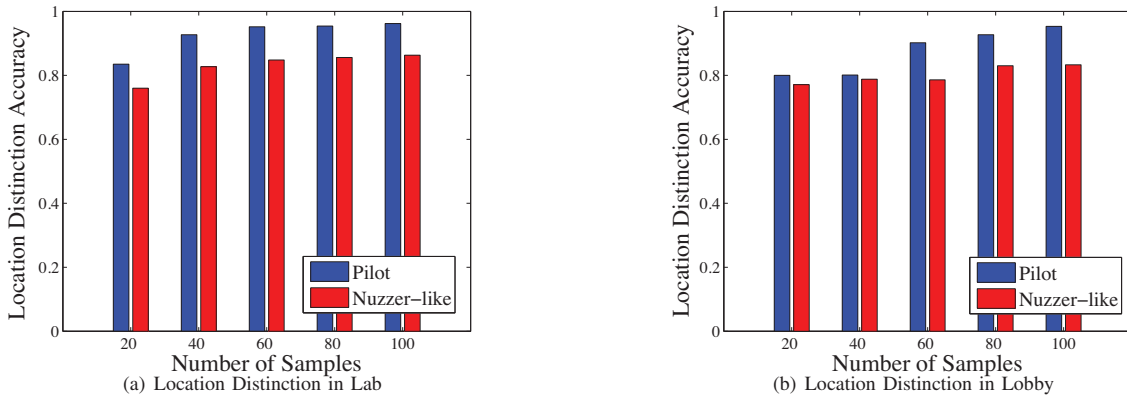 Location Distinction Accuracy
1
0.8
0.6
0.4
0.2
0
20 40 60 80 100
Number of Samples
Pilot
Nuzzer-like
(a) Location Distinction in Lab
Location Distinction Accuracy
1
0.8
0.6
0.4
0.2
0
20 40 60 80 100
Number of Samples
Pilot
Nuzzer-like
(b) Location Distinction in Lobby